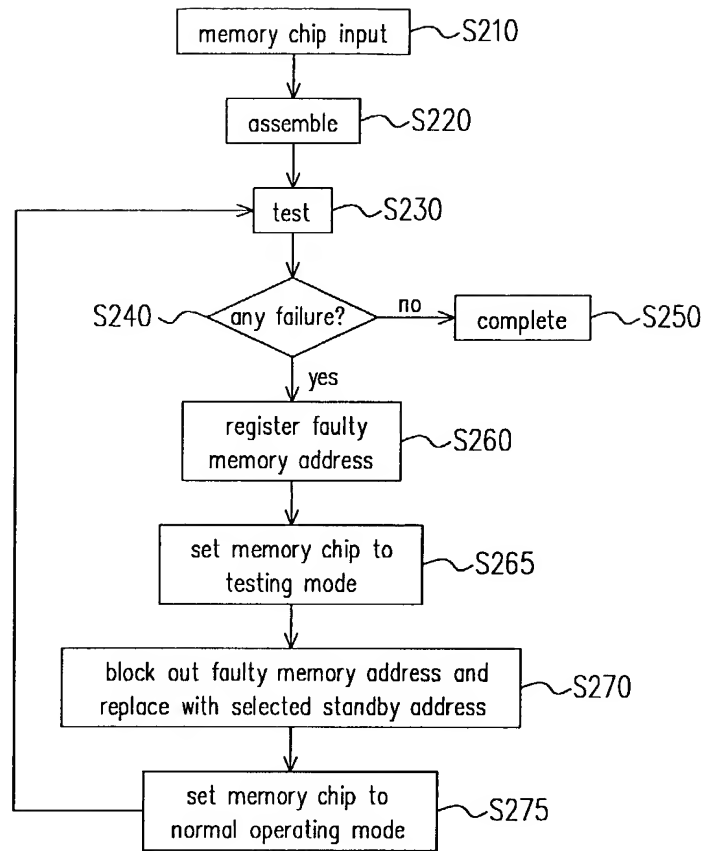 memory chip input S210
assemble S220
test S230
S240 any failure? no complete S250
yes
register faulty
memory address S260
set memory chip to
testing mode S265
block out faulty memory address and
replace with selected standby address S270
set memory chip to
normal operating mode S275